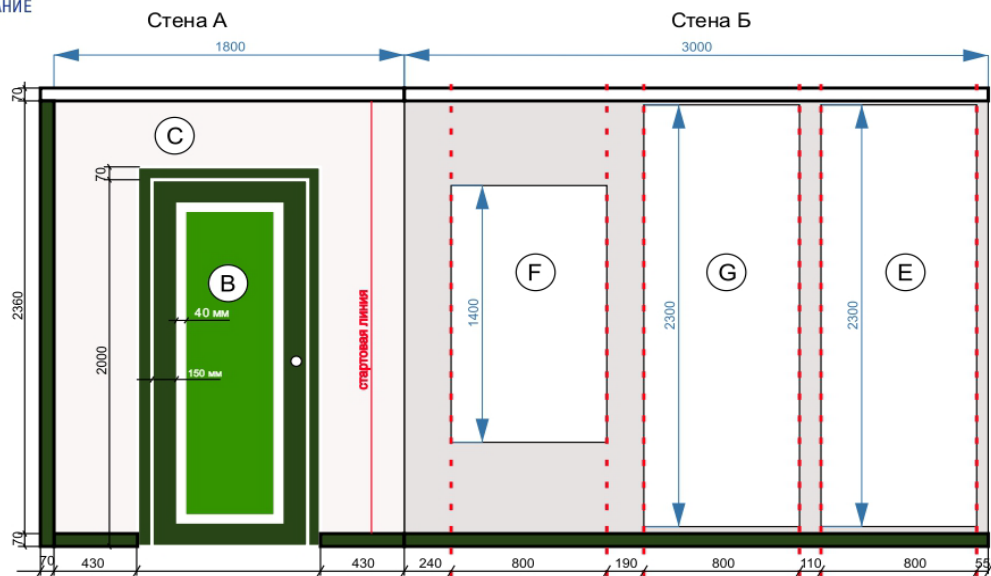 АНИЕ
Стена А
Стена Б
1800
3000
70
C
70
B
F
G
E
40 мм
стартовая линия
1400
2300
2300
2360
2000
150 мм
70
70
430
430
240
800
190
800
110
800
55